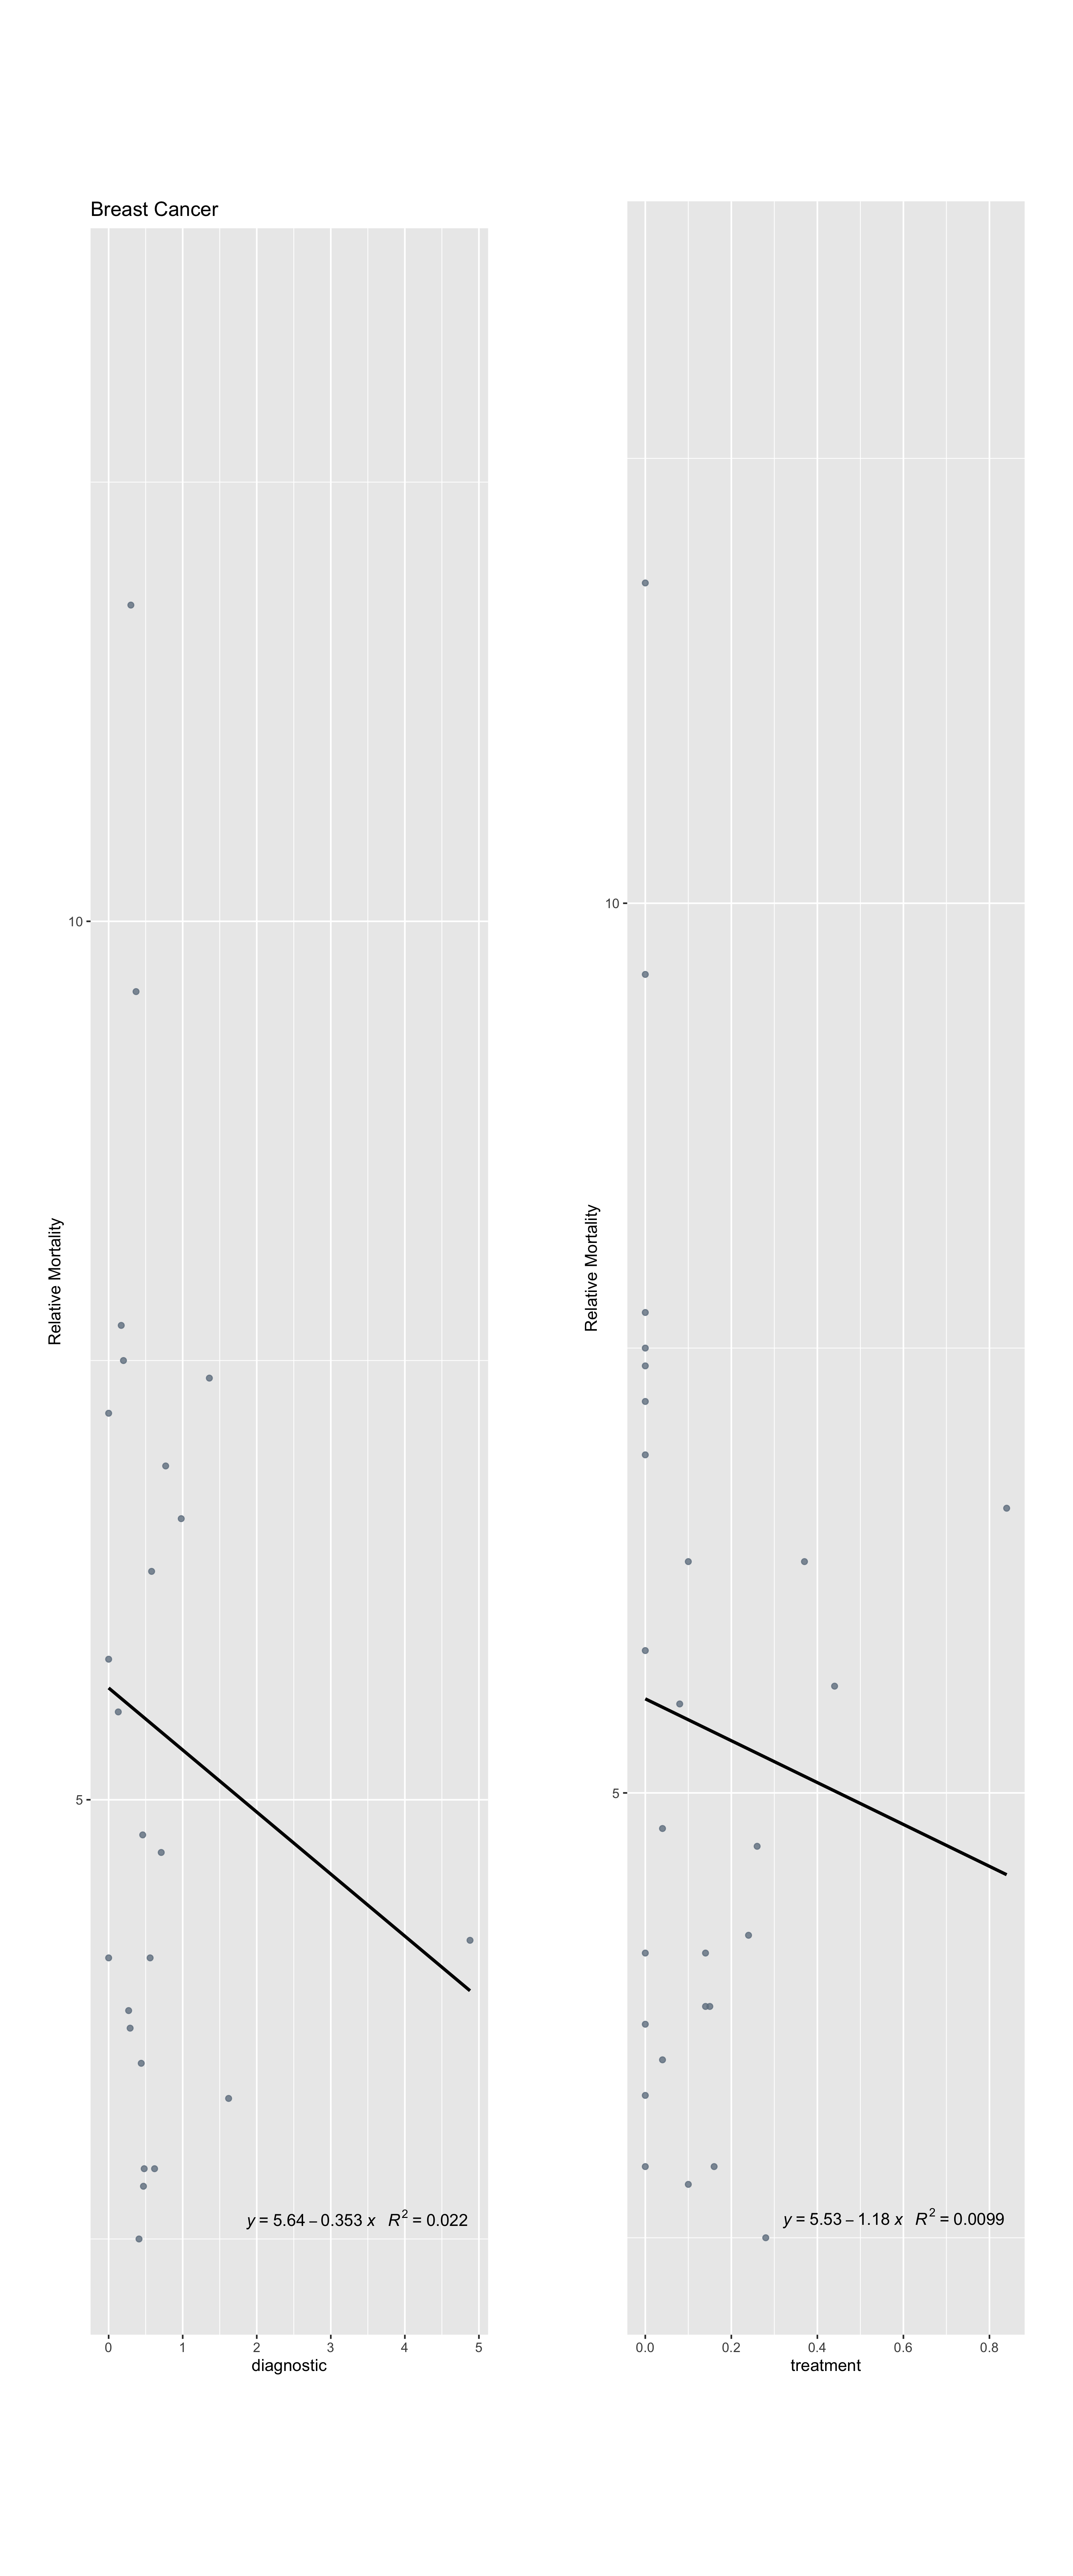 Breast Cancer
Relative Mortality
10
5
y = 5.64 – 0.353 x R² = 0.022
0 1 2 3 4 5
diagnostic
Relative Mortality
10
5
y = 5.53 – 1.18 x R² = 0.0099
0.0 0.2 0.4 0.6 0.8
treatment